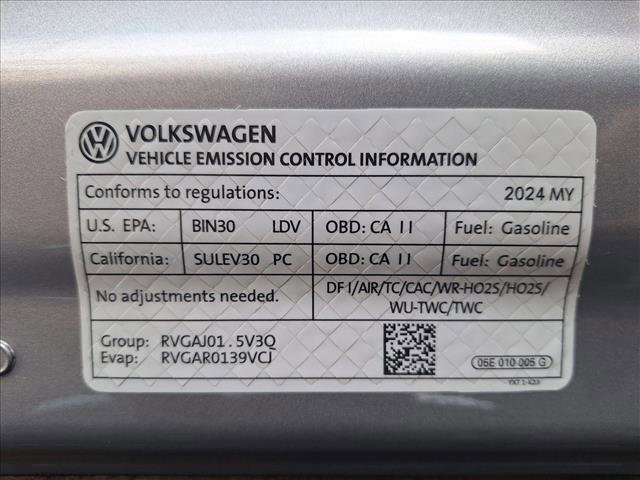 VOLKSWAGEN
VEHICLE EMISSION CONTROL INFORMATION
Conforms to regulations: 2024 MY
U.S. EPA: BIN30 LDV OBD: CA II Fuel: Gasoline
California: SULEV30 PC OBD: CA II Fuel: Gasoline
No adjustments needed. DFI/AIR/TC/CAC/WR-HO2S/HO2S/
WU-TWC/TWC
Group: RVGAJ01.5V3Q
Evap: RVGAR0139VCJ
05E 010 005 G